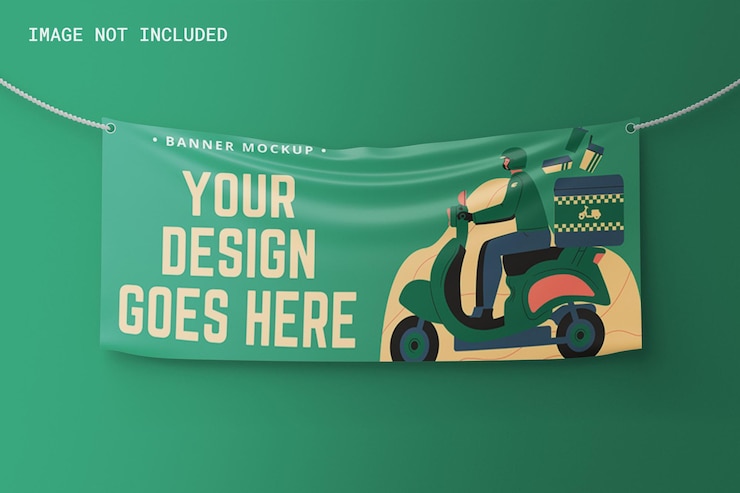 IMAGE NOT INCLUDED
• BANNER MOCKUP •
YOUR
DESIGN
GOES HERE